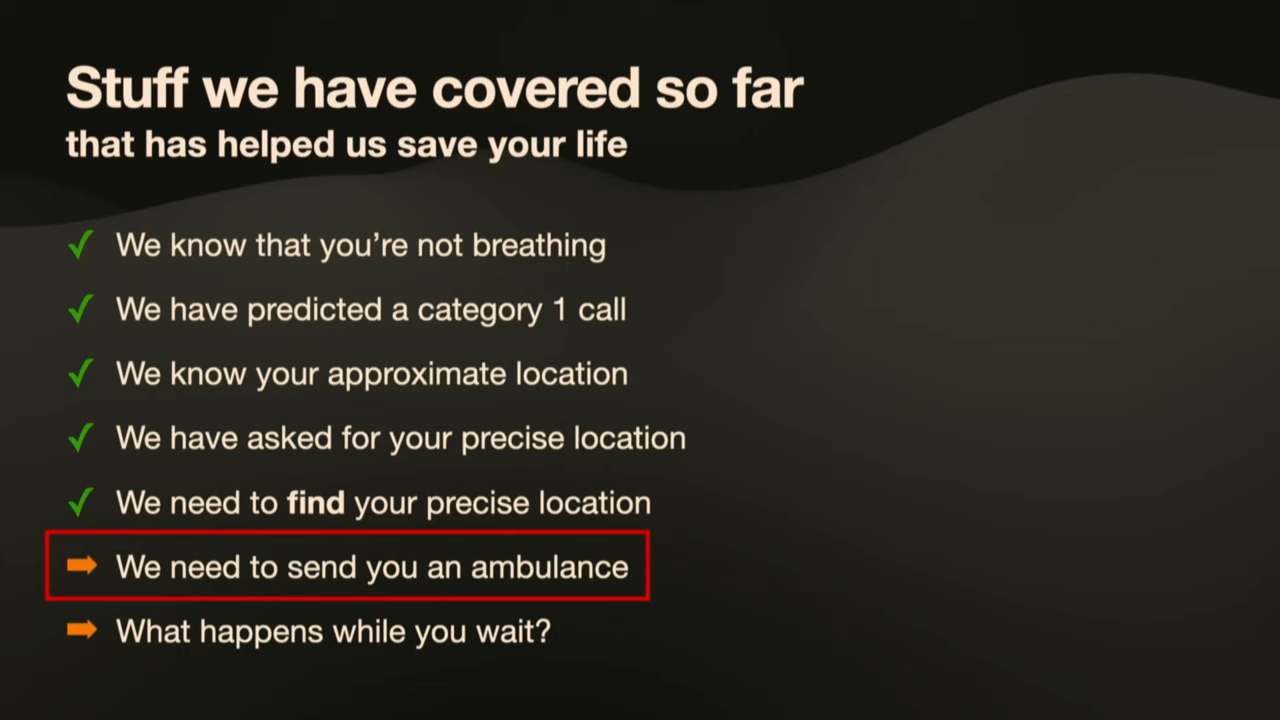 Stuff we have covered so far
that has helped us save your life
✓ We know that you’re not breathing
✓ We have predicted a category 1 call
✓ We know your approximate location
✓ We have asked for your precise location
✓ We need to find your precise location
➡ We need to send you an ambulance
➡ What happens while you wait?